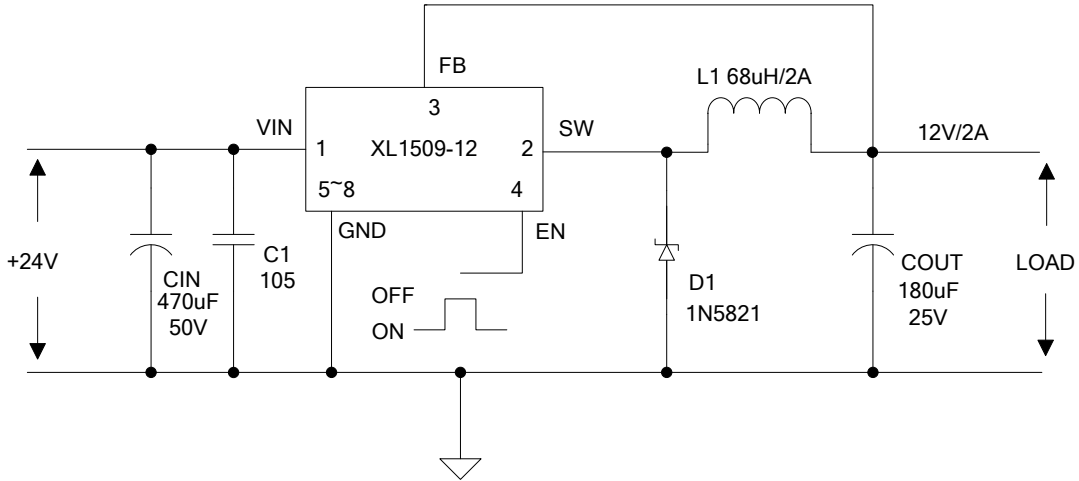 FB
L1 68uH/2A
3
VIN
SW
12V/2A
1
XL1509-12
2
5~8
4
GND
EN
+24V
C1
105
CIN
470uF
50V
OFF
ON
D1
1N5821
COUT
180uF
25V
LOAD